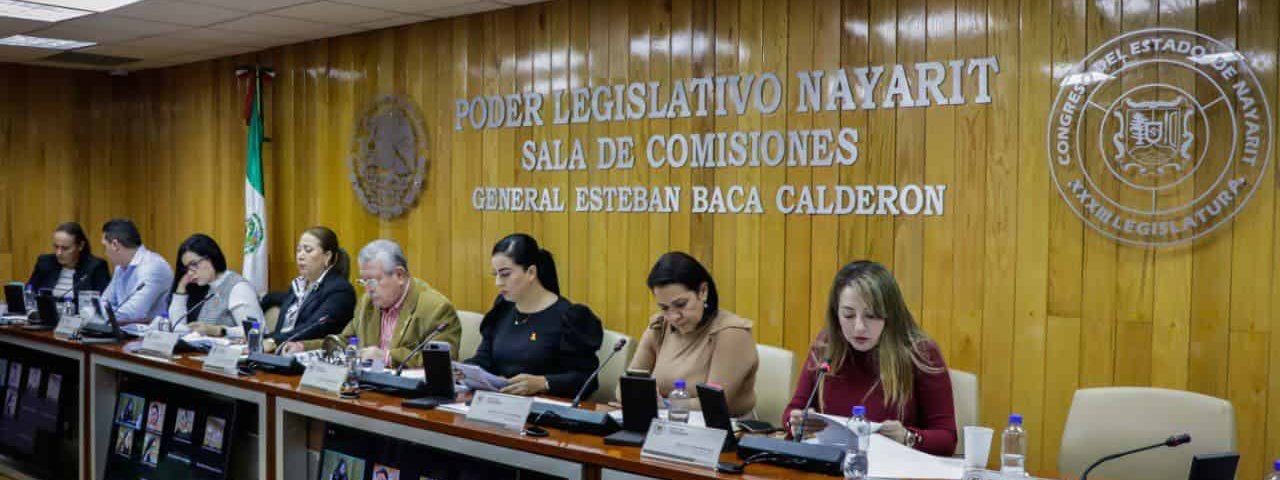 PODER LEGISLATIVO NAYARIT
SALA DE COMISIONES
GENERAL ESTEBAN BACA CALDERON
CONGRESO DEL ESTADO DE NAYARIT
XXXIII LEGISLATURA